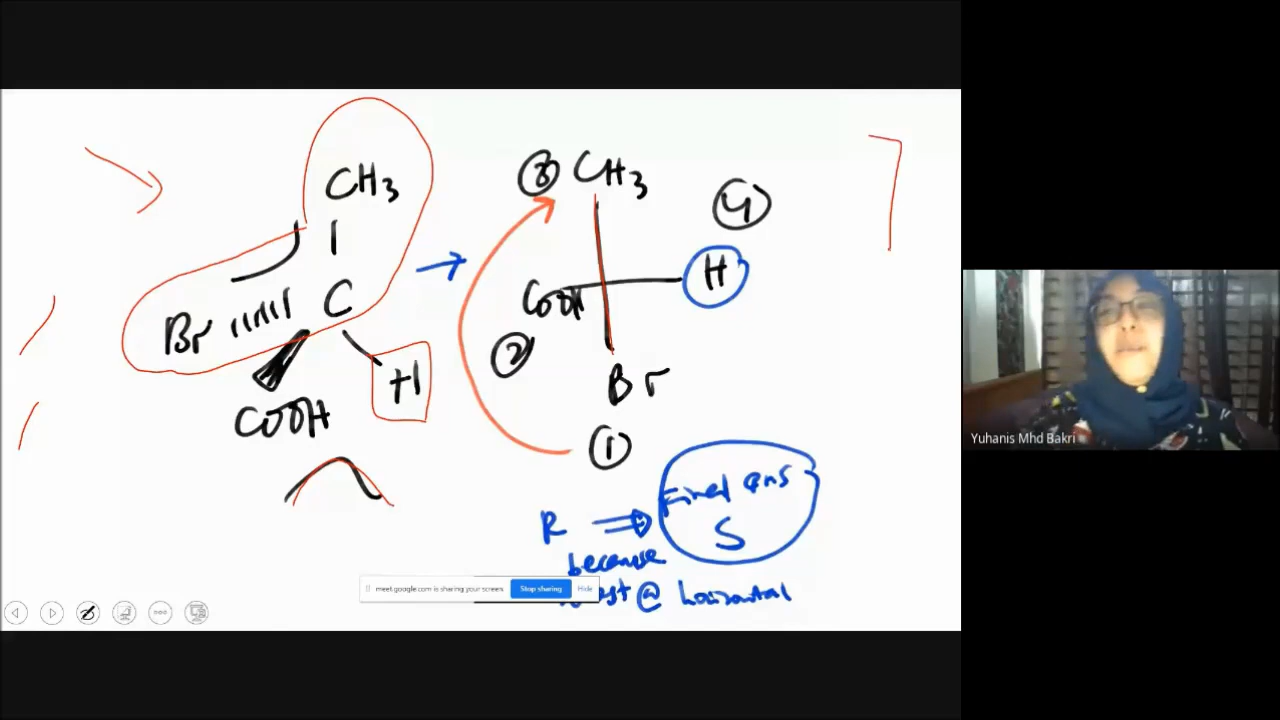 CH3
Br C
COOH H
③ CH3
④
COOH H
②
Br
①
Final ans
R ⇒ S
because
@ horizontal
meet.google.com is sharing your screen. Stop sharing Hide
Yuhanis Mhd Bakri